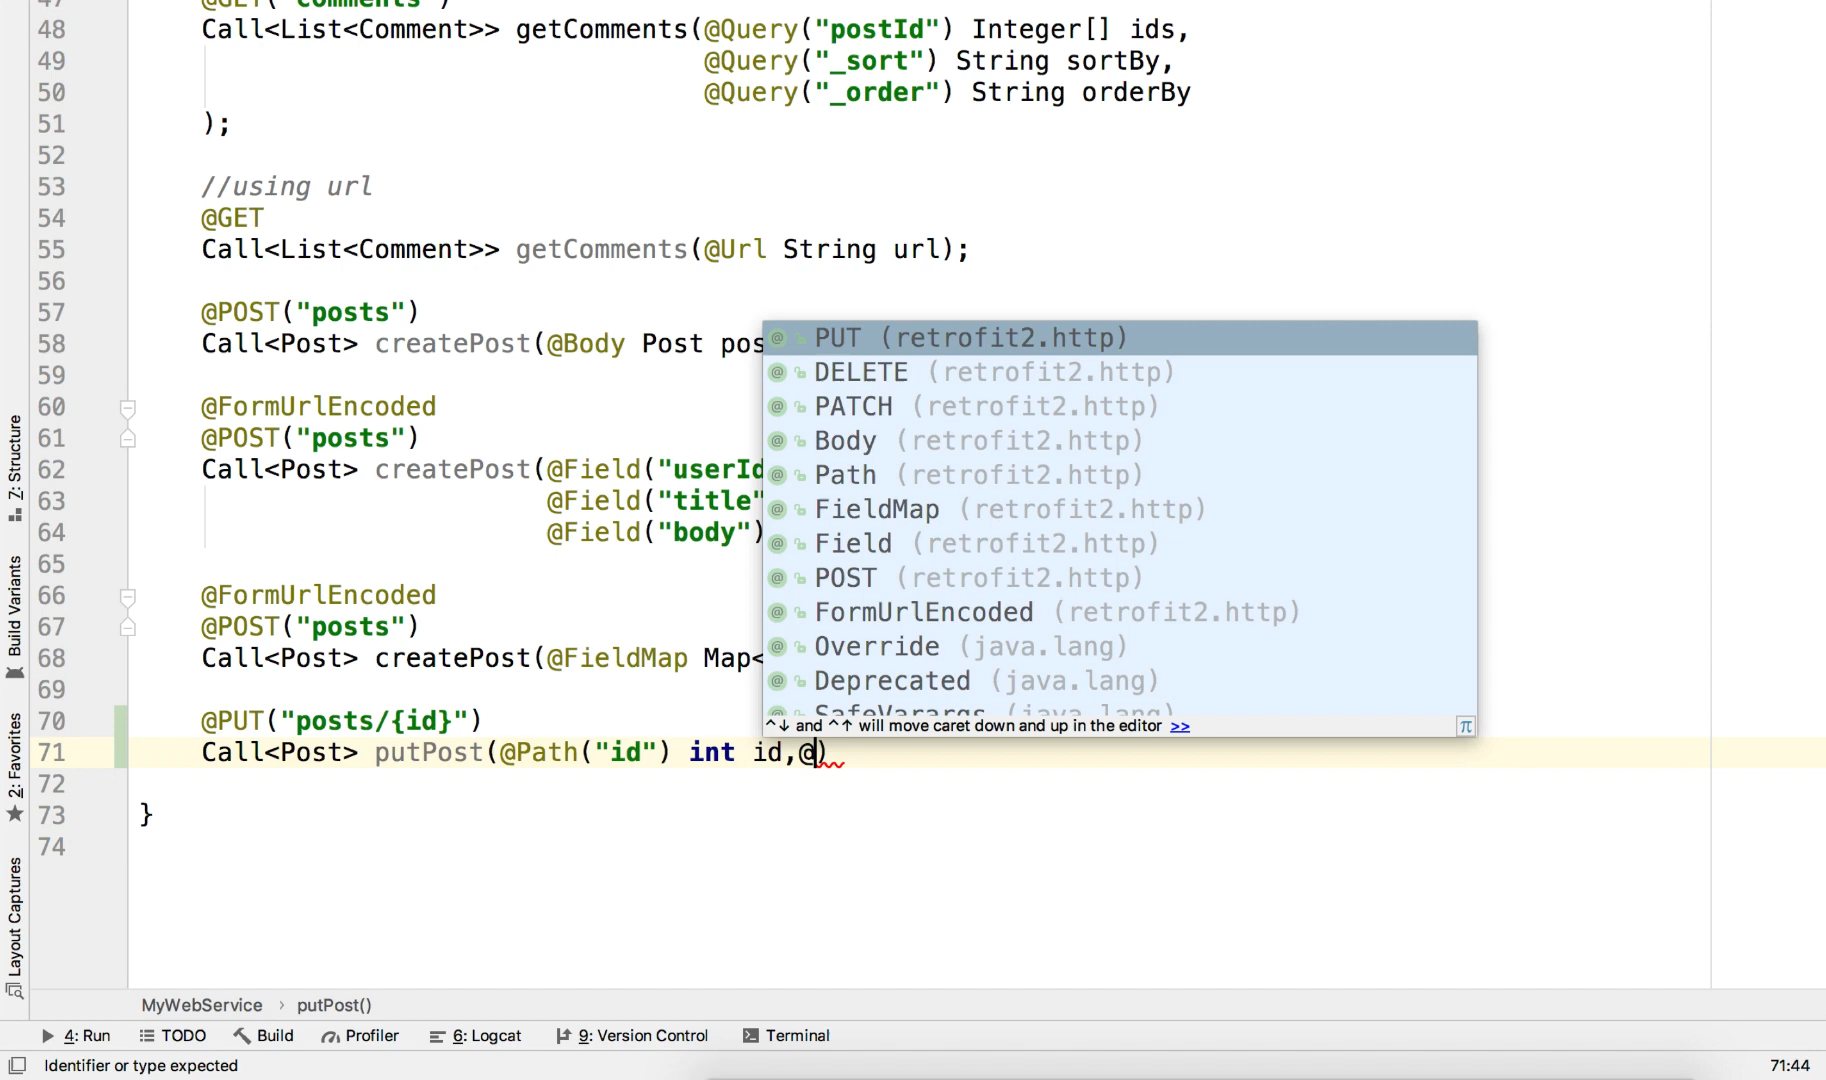 47 @GET("comments")
48 Call<List<Comment>> getComments(@Query("postId") Integer[] ids,
49 @Query("_sort") String sortBy,
50 @Query("_order") String orderBy
51 );
52
53 //using url
54 @GET
55 Call<List<Comment>> getComments(@Url String url);
56
57 @POST("posts")
58 Call<Post> createPost(@Body Post pos
59
60 @FormUrlEncoded
61 @POST("posts")
62 Call<Post> createPost(@Field("userId
63 @Field("title"
64 @Field("body")
65
66 @FormUrlEncoded
67 @POST("posts")
68 Call<Post> createPost(@FieldMap Map<
69
70 @PUT("posts/{id}")
71 Call<Post> putPost(@Path("id") int id,@)
72
73 }
74
PUT (retrofit2.http)
DELETE (retrofit2.http)
PATCH (retrofit2.http)
Body (retrofit2.http)
Path (retrofit2.http)
FieldMap (retrofit2.http)
Field (retrofit2.http)
POST (retrofit2.http)
FormUrlEncoded (retrofit2.http)
Override (java.lang)
Deprecated (java.lang)
SafeVarargs (java.lang)
^↓ and ^↑ will move caret down and up in the editor >>
π
7: Structure
Build Variants
2: Favorites
Layout Captures
MyWebService › putPost()
4: Run TODO Build Profiler 6: Logcat 9: Version Control Terminal
Identifier or type expected 71:44